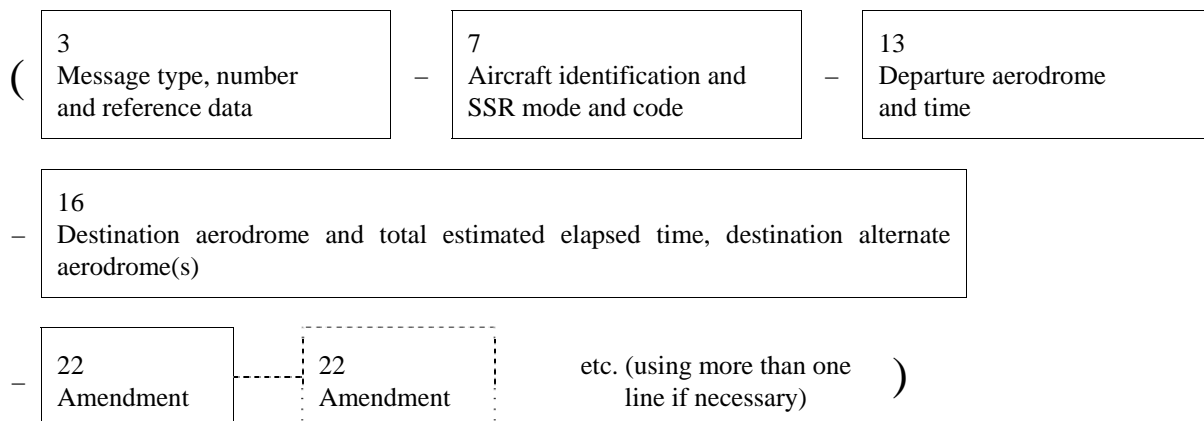 3
7
13
( Message type, number – Aircraft identification and – Departure aerodrome
and reference data
SSR mode and code
and time
16
– Destination aerodrome and total estimated elapsed time, destination alternate
aerodrome(s)
22
22
etc. (using more than one
– Amendment
Amendment
line if necessary) )